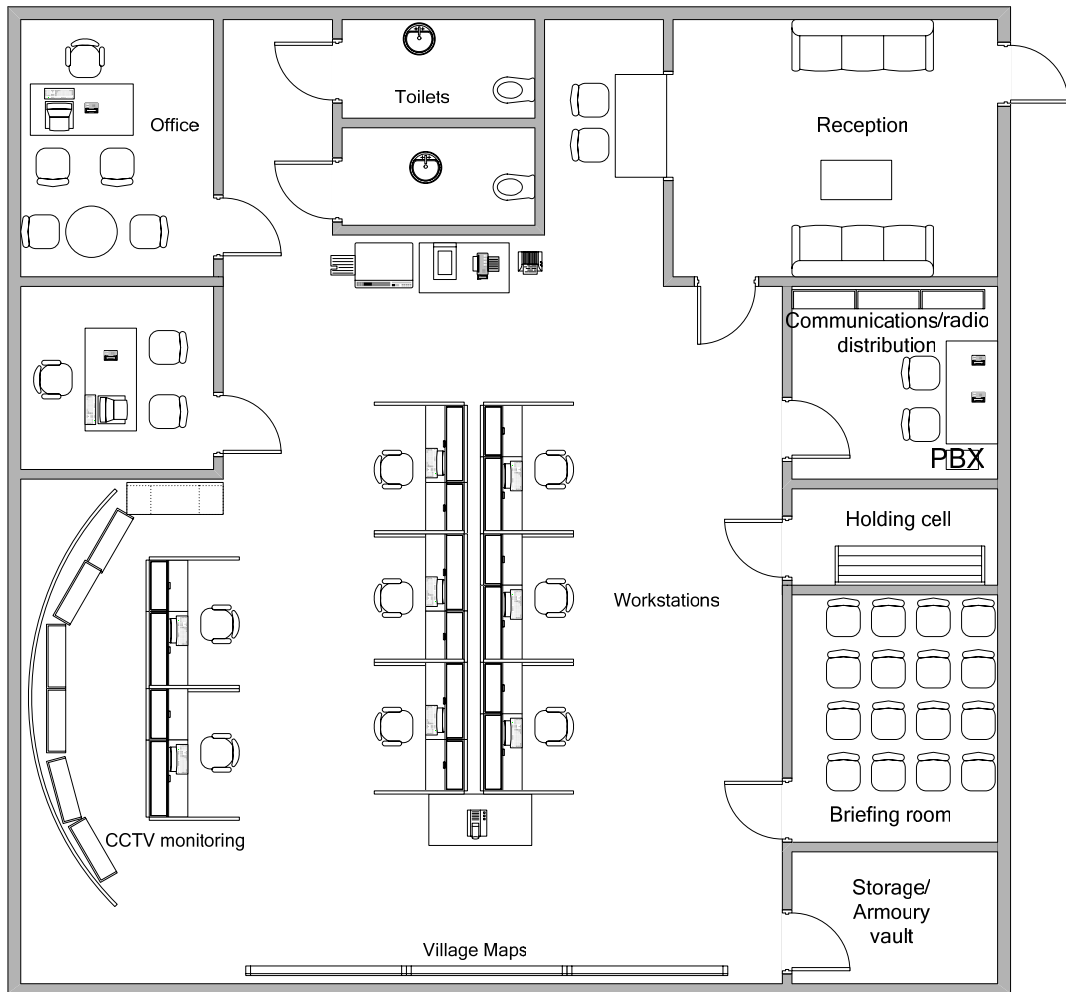 Toilets
Office
Reception
Communications/radio
distribution
PBX
Holding cell
Workstations
Briefing room
CCTV monitoring
Storage/
Armoury
vault
Village Maps